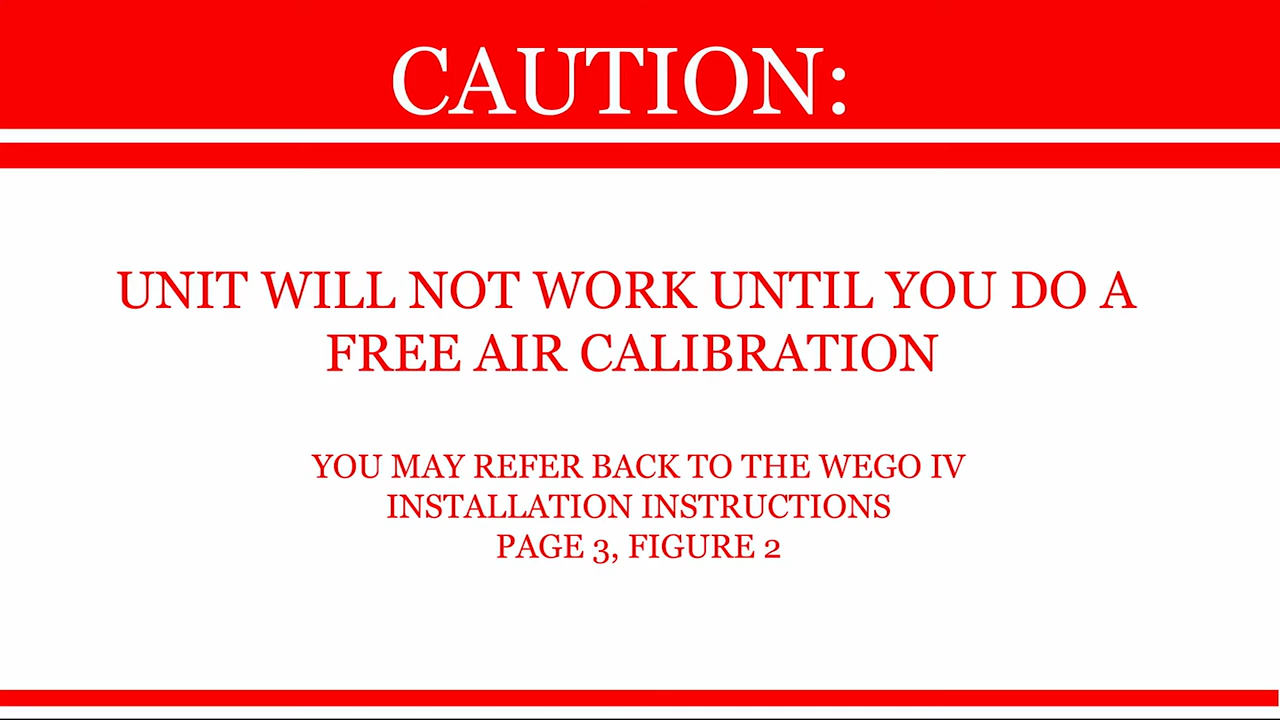 CAUTION:
UNIT WILL NOT WORK UNTIL YOU DO A
FREE AIR CALIBRATION
YOU MAY REFER BACK TO THE WEGO IV
INSTALLATION INSTRUCTIONS
PAGE 3, FIGURE 2